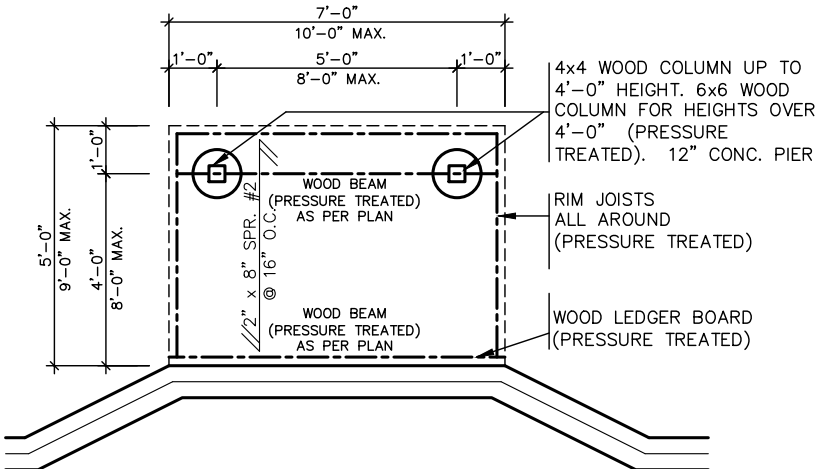 7'-0"
10'-0" MAX.
1'-0"
5'-0"
1'-0"
8'-0" MAX.
4x4 WOOD COLUMN UP TO
4'-0" HEIGHT. 6x6 WOOD
COLUMN FOR HEIGHTS OVER
4'-0" (PRESSURE
TREATED). 12" CONC. PIER
1'-0"
5'-0"
9'-0" MAX.
4'-0"
8'-0" MAX.
WOOD BEAM
(PRESSURE TREATED)
AS PER PLAN
2" x 8" SPR. #2
@ 16" O.C.
RIM JOISTS
ALL AROUND
(PRESSURE TREATED)
WOOD BEAM
(PRESSURE TREATED)
AS PER PLAN
WOOD LEDGER BOARD
(PRESSURE TREATED)